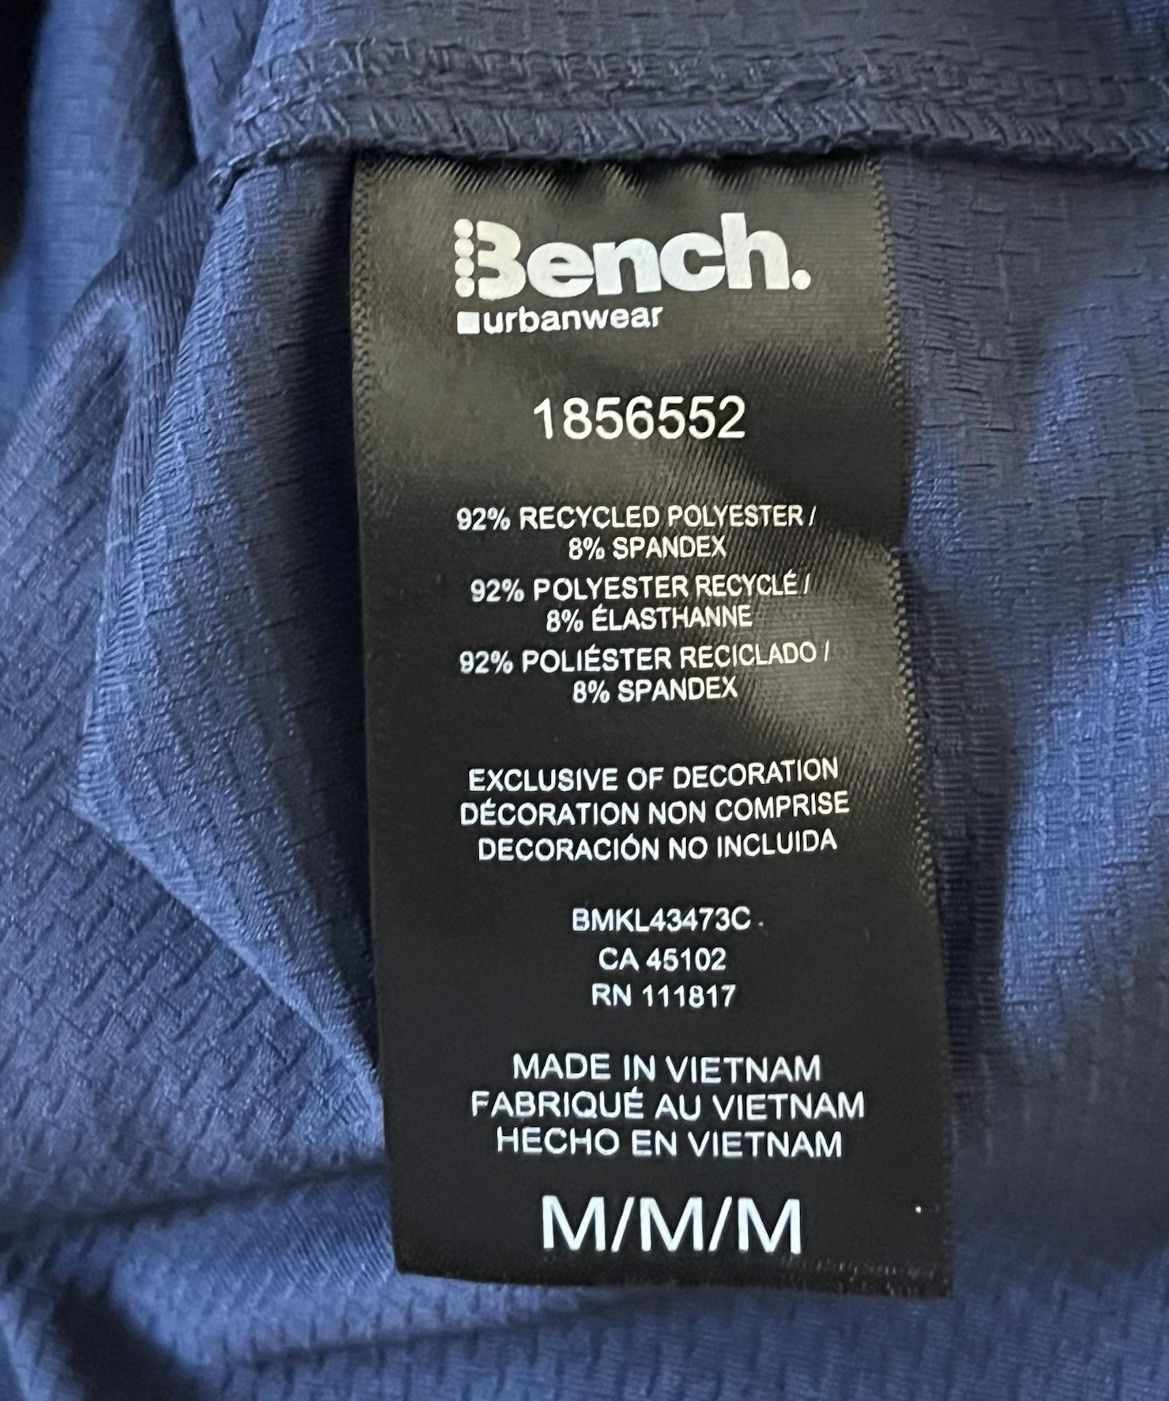 Bench.
urbanwear
1856552
92% RECYCLED POLYESTER /
8% SPANDEX
92% POLYESTER RECYCLÉ /
8% ÉLASTHANNE
92% POLIÉSTER RECICLADO /
8% SPANDEX
EXCLUSIVE OF DECORATION
DÉCORATION NON COMPRISE
DECORACIÓN NO INCLUIDA
BMKL43473C
CA 45102
RN 111817
MADE IN VIETNAM
FABRIQUÉ AU VIETNAM
HECHO EN VIETNAM
M/M/M